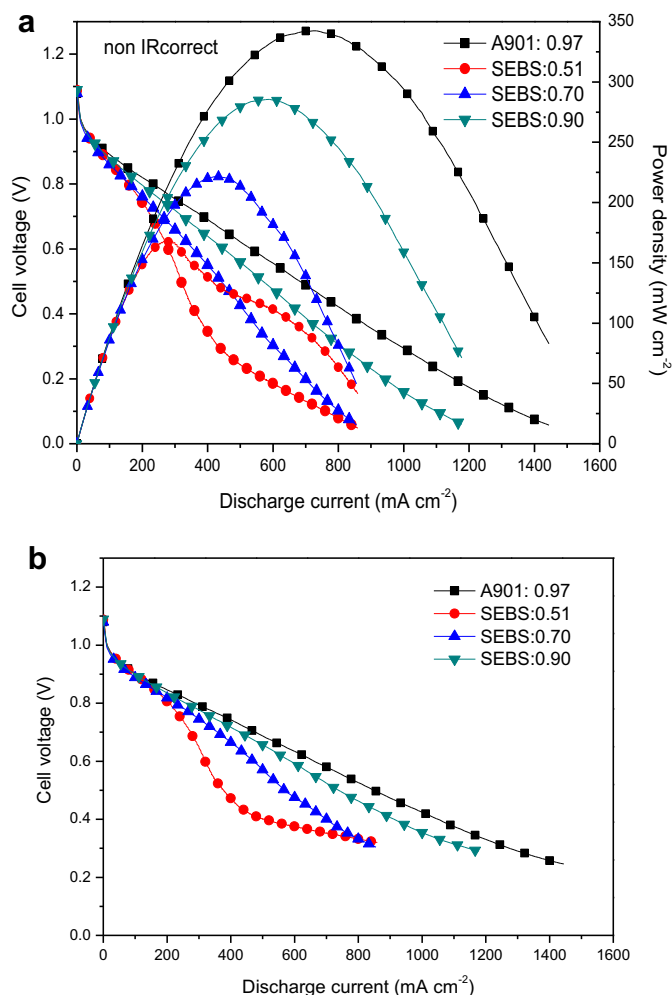 a
non IRcorrect
A901: 0.97
SEBS:0.51
SEBS:0.70
SEBS:0.90
Cell voltage (V)
1.2
1.0
0.8
0.6
0.4
0.2
0.0
350
300
250
200
150
100
50
0
Power density (mW cm⁻²)
0 200 400 600 800 1000 1200 1400 1600
Discharge current (mA cm⁻²)
b
A901: 0.97
SEBS:0.51
SEBS:0.70
SEBS:0.90
Cell voltage (V)
1.2
1.0
0.8
0.6
0.4
0.2
0.0
0 200 400 600 800 1000 1200 1400 1600
Discharge current (mA cm⁻²)